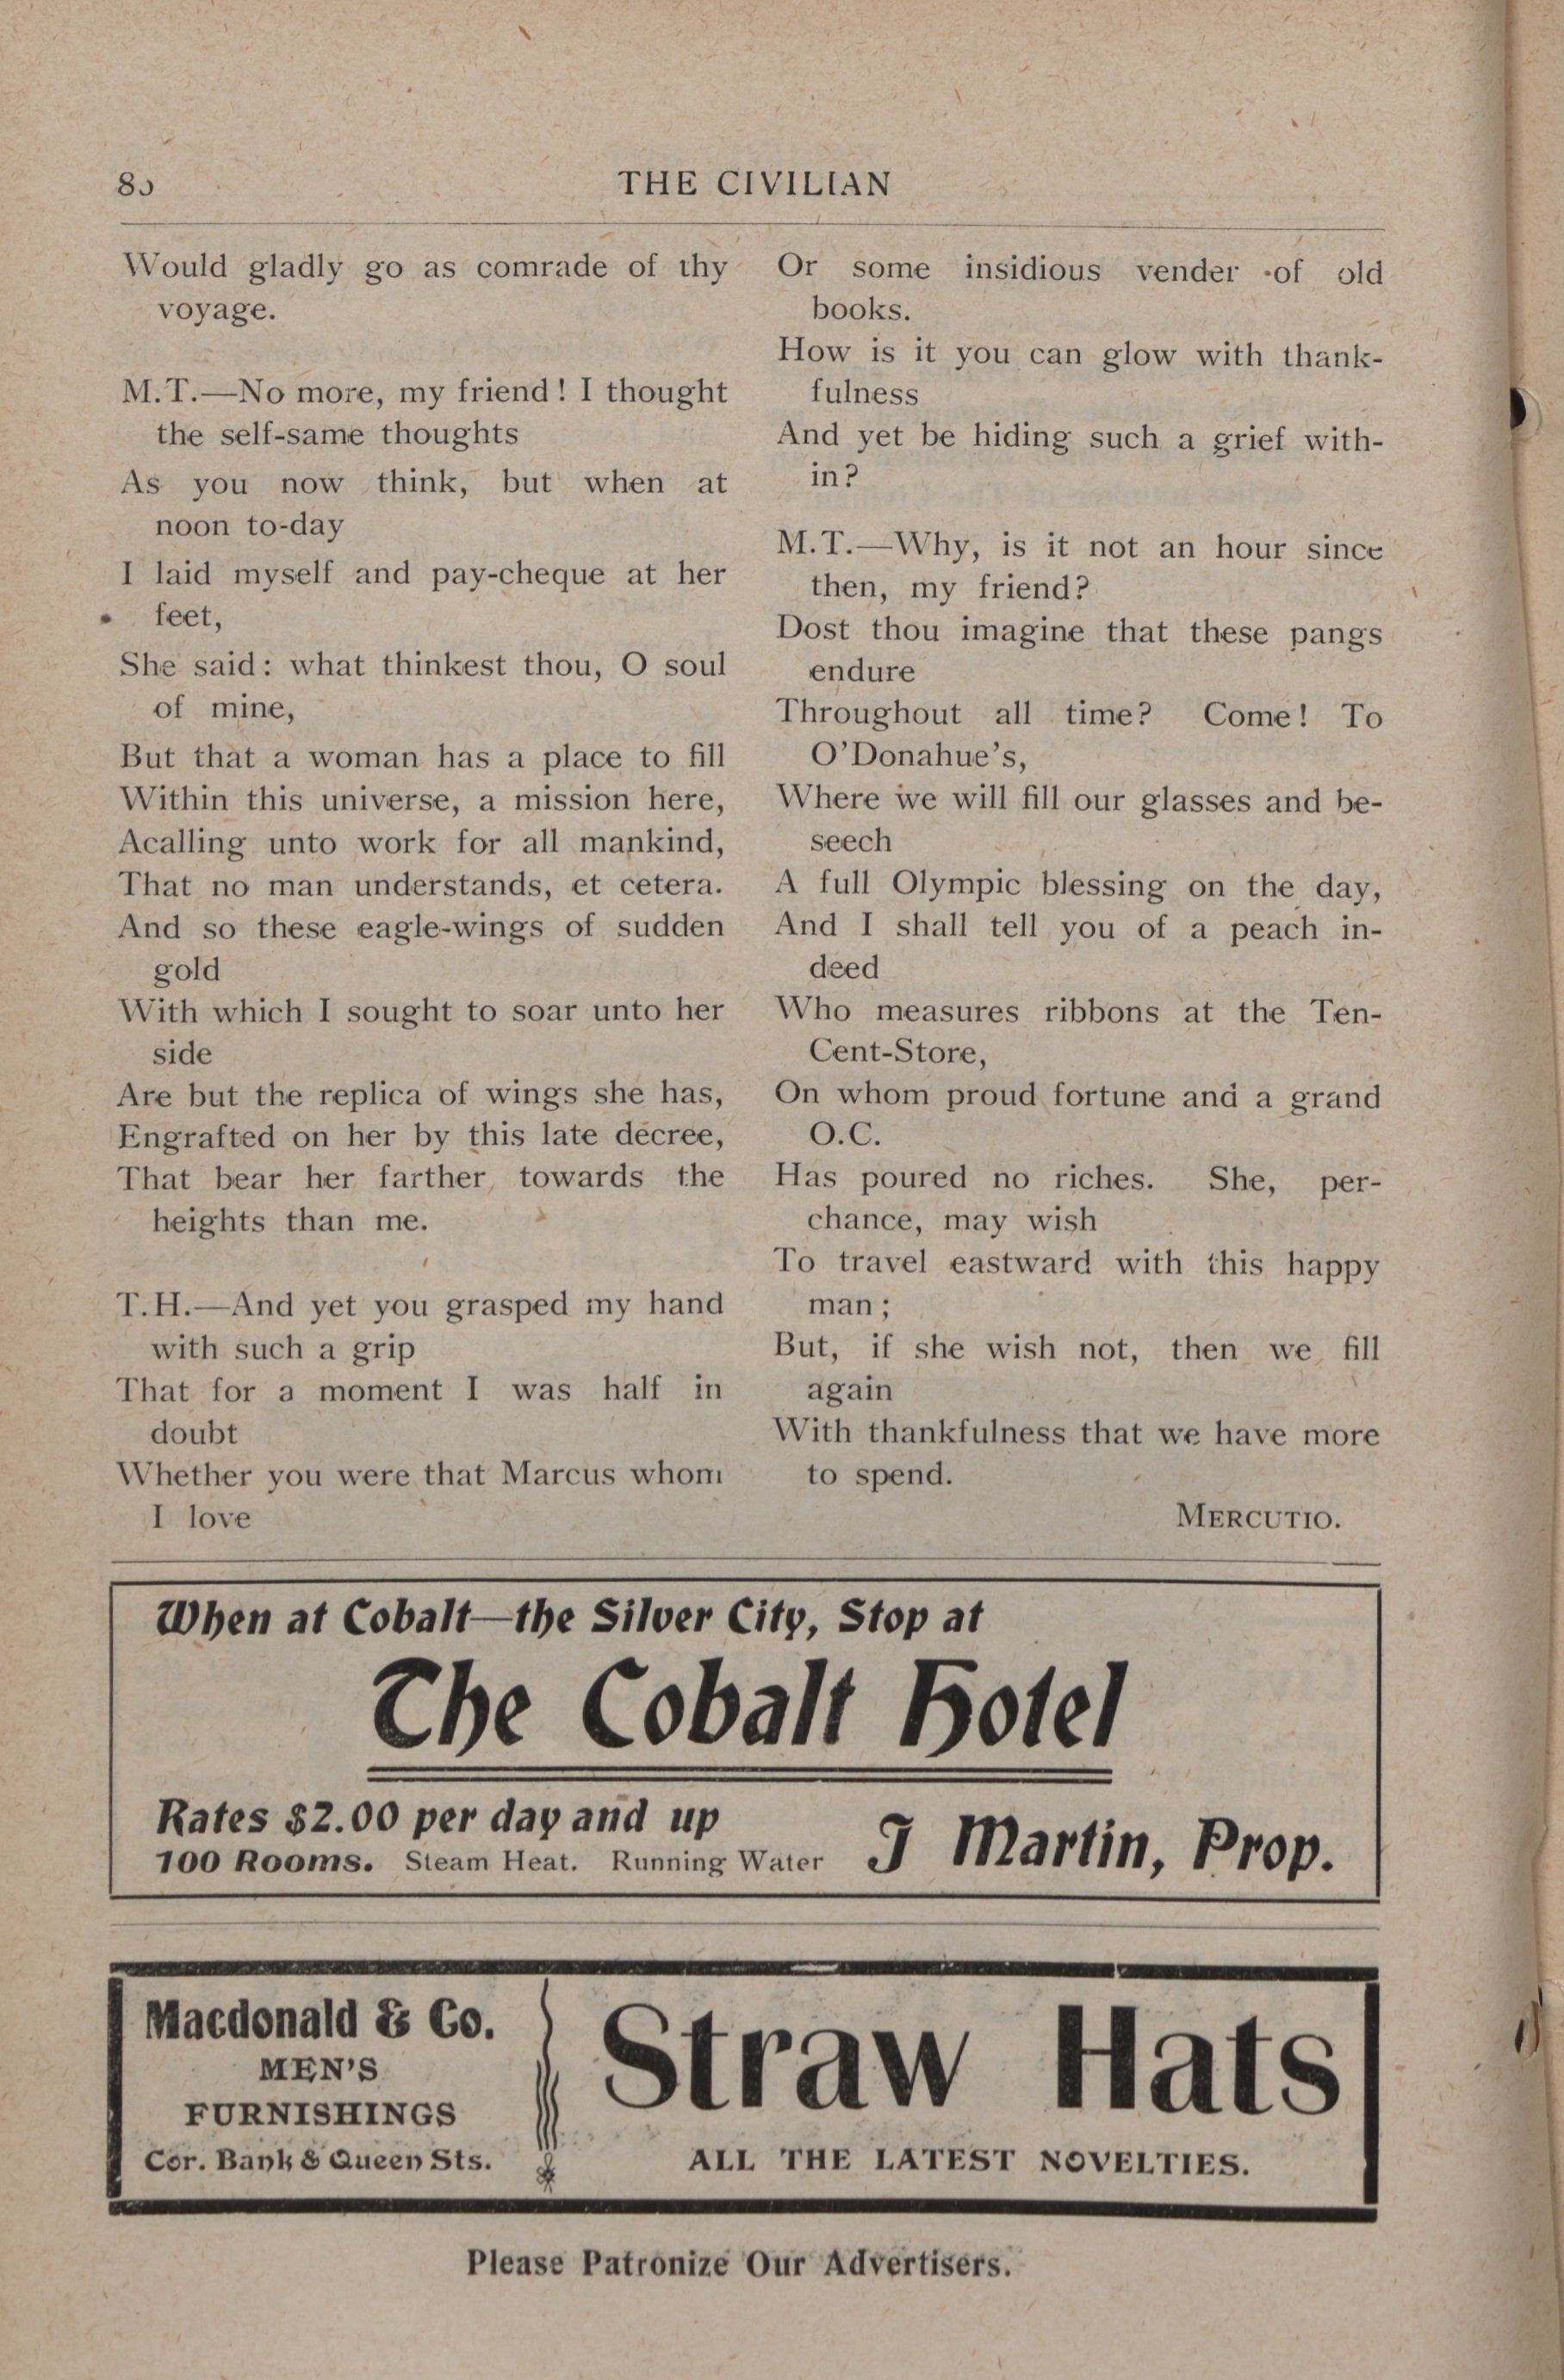 THE CIVILIAN
Would gladly go as comrade of thy
voyage.
M.T.—No more, my friend! I thought
the self-same thoughts
As you now think, but when at
noon to-day
I laid myself and pay-cheque at her
feet,
She said: what thinkest thou, O soul
of mine,
But that a woman has a place to fill
Within this universe, a mission here,
Acalling unto work for all mankind,
That no man understands, et cetera.
And so these eagle-wings of sudden
gold
With which I sought to soar unto her
side
Are but the replica of wings she has,
Engrafted on her by this late decree,
That bear her farther towards the
heights than me.
T.H.—And yet you grasped my hand
with such a grip
That for a moment I was half in
doubt
Whether you were that Marcus whom
I love
Or some insidious vender of old
books.
How is it you can glow with thank-
fulness
And yet be hiding such a grief with-
in?
M.T.—Why, is it not an hour since
then, my friend?
Dost thou imagine that these pangs
endure
Throughout all time? Come! To
O'Donahue's,
Where we will fill our glasses and be-
seech
A full Olympic blessing on the day,
And I shall tell you of a peach in-
deed
Who measures ribbons at the Ten-
Cent-Store,
On whom proud fortune and a grand
O.C.
Has poured no riches. She, per-
chance, may wish
To travel eastward with this happy
man;
But, if she wish not, then we fill
again
With thankfulness that we have more
to spend.
MERCUTIO.
When at Cobalt—the Silver City, Stop at
The Cobalt Hotel
Rates $2.00 per day and up
100 Rooms. Steam Heat. Running Water
J Martin, Prop.
Macdonald & Co.
MEN'S
FURNISHINGS
Cor. Bank & Queen Sts.
Straw Hats
ALL THE LATEST NOVELTIES.
Please Patronize Our Advertisers.